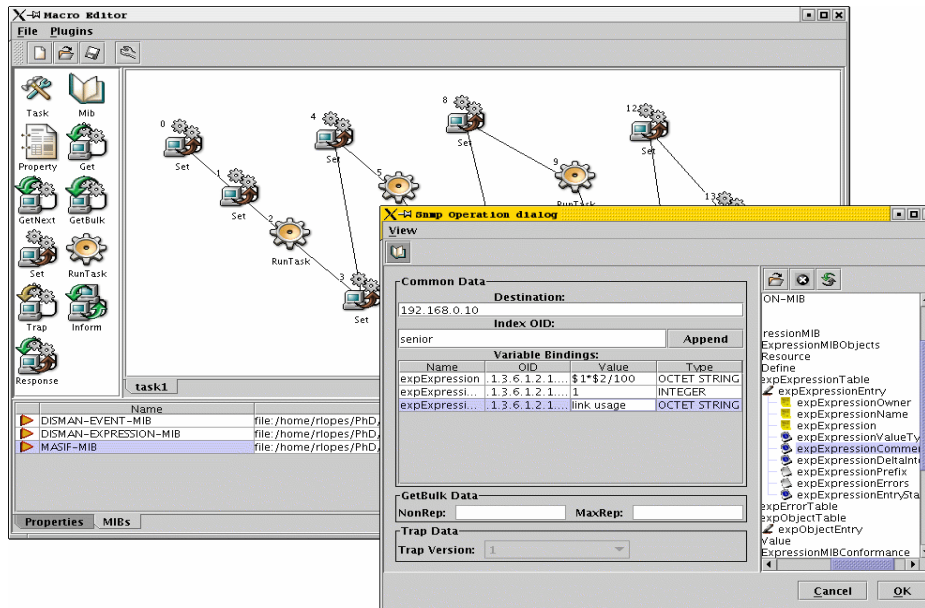 Macro Editor
File Plugins
Task Mib
Property Get
GetNext GetBulk
Set RunTask
Trap Inform
Response
0
Set
1
Set
2
RunTask
3
Set
4
Set
5
8
Set
9
RunTask
12
Set
13
task1
Name
DISMAN-EVENT-MIB file:/home/rlopes/PhD,
DISMAN-EXPRESSION-MIB file:/home/rlopes/PhD,
MASIF-MIB file:/home/rlopes/PhD,
Properties MIBs
Snmp Operation dialog
View
Common Data
Destination:
192.168.0.10
Index OID:
senior Append
Variable Bindings:
Name OID Value Type
expExpression .1.3.6.1.2.1.... $1*$2/100 OCTET STRING
expExpressi... .1.3.6.1.2.1.... 1 INTEGER
expExpressi... .1.3.6.1.2.1.... link usage OCTET STRING
GetBulk Data
NonRep: MaxRep:
Trap Data
Trap Version: 1
ON-MIB
ressionMIB
ExpressionMIBObjects
Resource
Define
expExpressionTable
expExpressionEntry
expExpressionOwner
expExpressionName
expExpression
expExpressionValueTy
expExpressionCommer
expExpressionDeltaInte
expExpressionPrefix
expExpressionErrors
expExpressionEntrySta
expErrorTable
expObjectTable
expObjectEntry
Value
ExpressionMIBConformance
Cancel OK